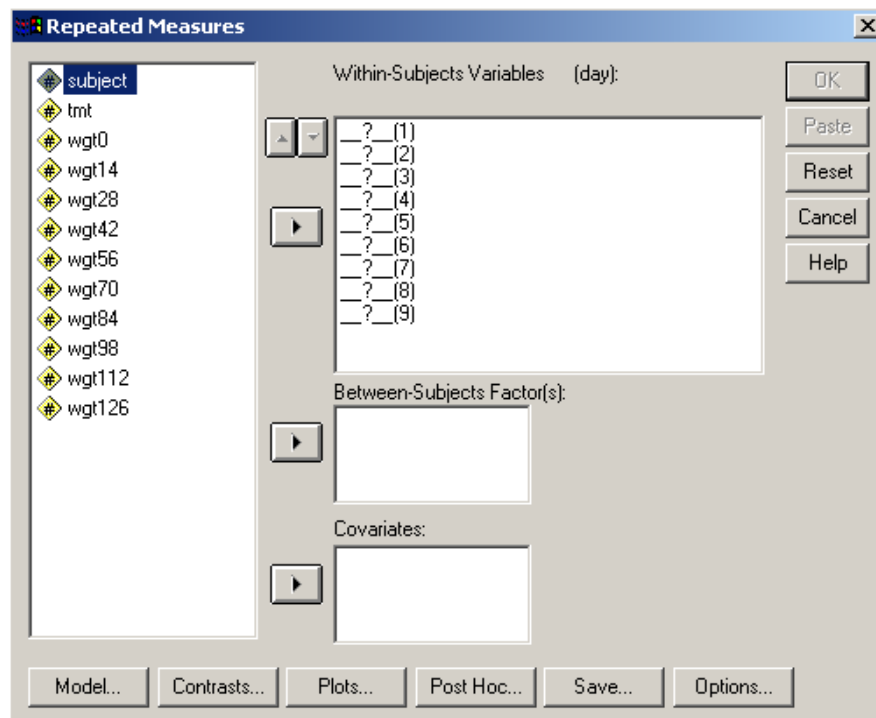 Repeated Measures
subject
tmt
wgt0
wgt14
wgt28
wgt42
wgt56
wgt70
wgt84
wgt98
wgt112
wgt126
Within-Subjects Variables (day):
__?__(1)
__?__(2)
__?__(3)
__?__(4)
__?__(5)
__?__(6)
__?__(7)
__?__(8)
__?__(9)
Between-Subjects Factor(s):
Covariates:
OK
Paste
Reset
Cancel
Help
Model...
Contrasts...
Plots...
Post Hoc...
Save...
Options...